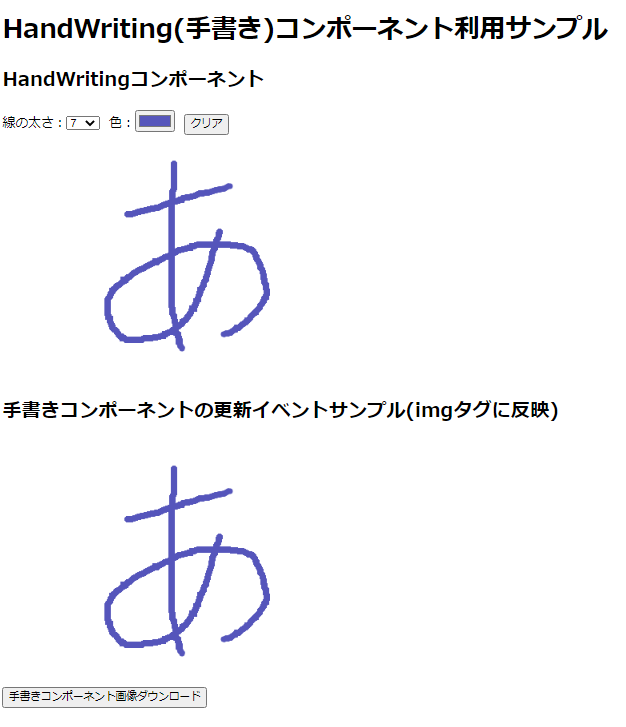 HandWriting(手書き)コンポーネント利用サンプル
HandWritingコンポーネント
線の太さ：7 色： クリア
あ
手書きコンポーネントの更新イベントサンプル(imgタグに反映)
あ
手書きコンポーネント画像ダウンロード